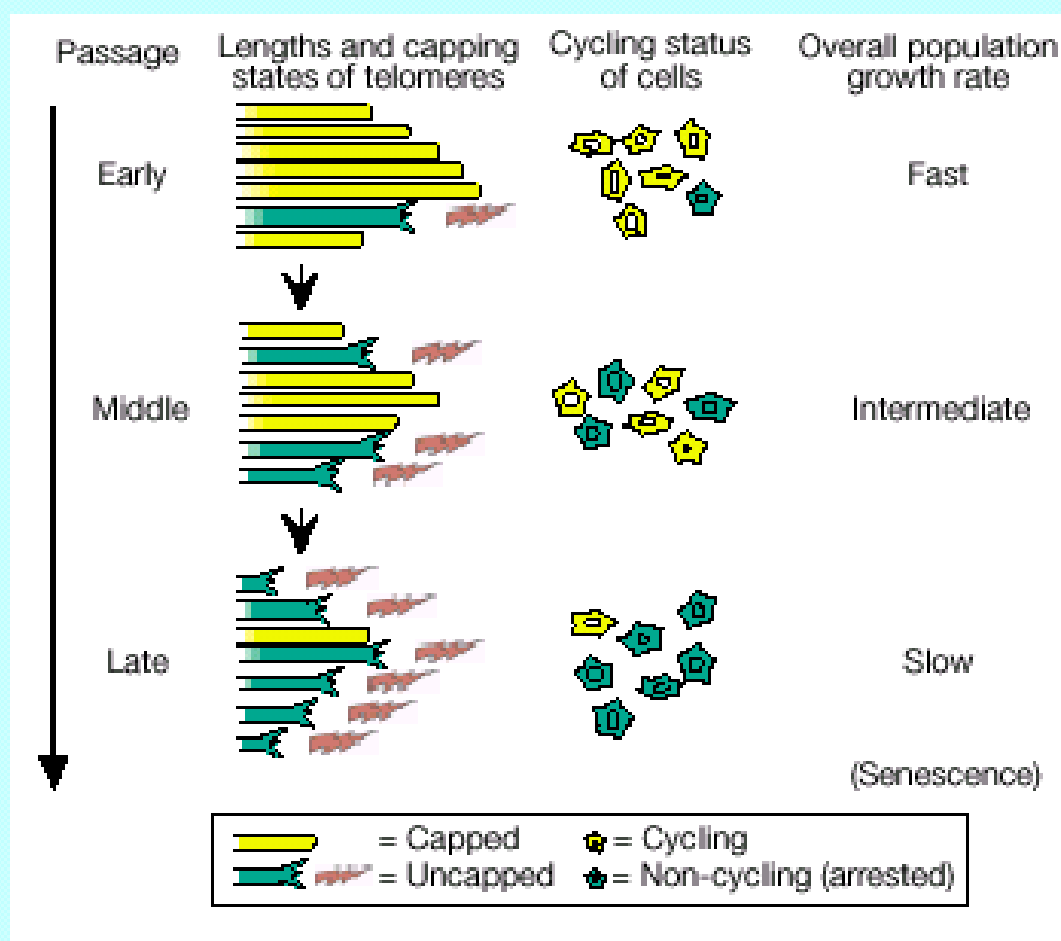 Passage
Lengths and capping
states of telomeres
Cycling status
of cells
Overall population
growth rate
Early
Fast
Middle
Intermediate
Late
Slow
(Senescence)
= Capped
= Cycling
= Uncapped
= Non-cycling (arrested)